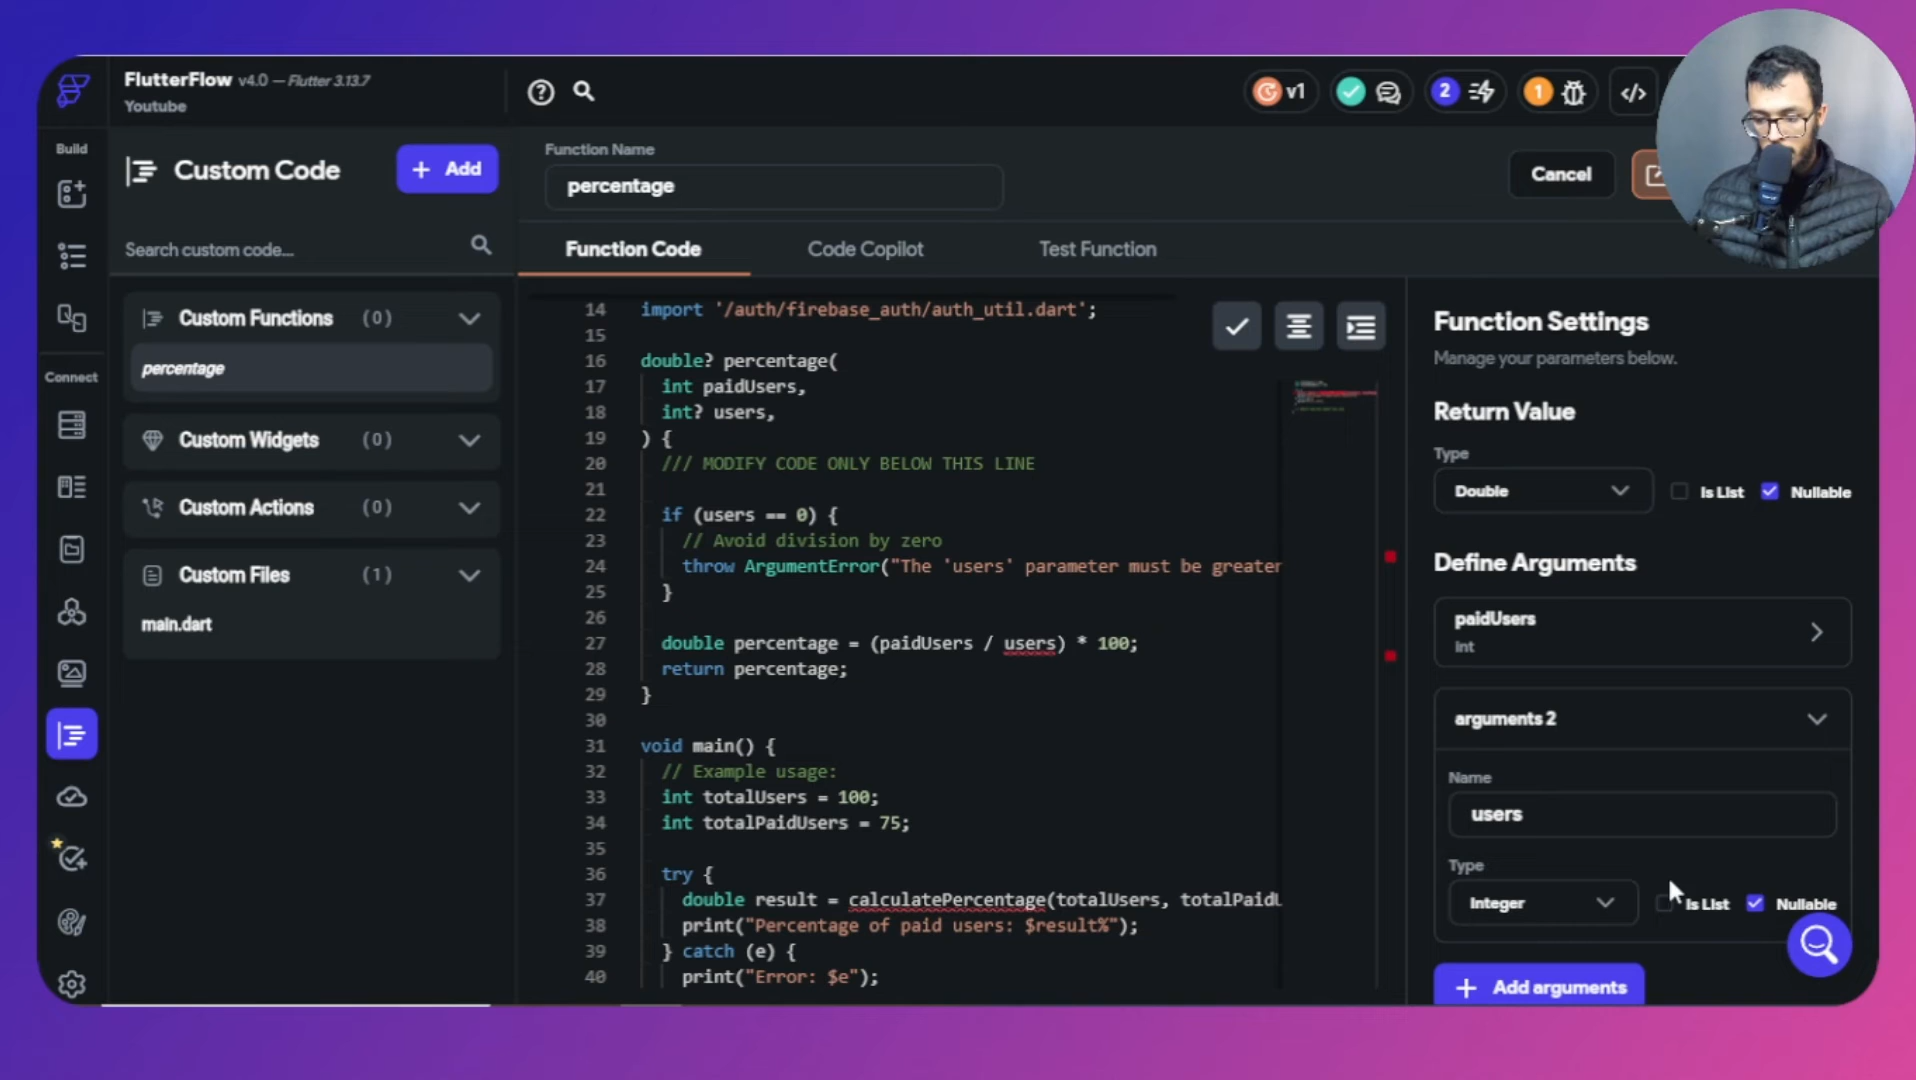 FlutterFlow v4.0 — Flutter 3.13.7
Youtube
v1
2
1
Build
Connect
Custom Code
+ Add
Search custom code...
Custom Functions (0)
percentage
Custom Widgets (0)
Custom Actions (0)
Custom Files (1)
main.dart
Function Name
percentage
Cancel
Function Code
Code Copilot
Test Function
14 import '/auth/firebase_auth/auth_util.dart';
15
16 double? percentage(
17 int paidUsers,
18 int? users,
19 ) {
20 /// MODIFY CODE ONLY BELOW THIS LINE
21
22 if (users == 0) {
23 // Avoid division by zero
24 throw ArgumentError("The 'users' parameter must be greater
25 }
26
27 double percentage = (paidUsers / users) * 100;
28 return percentage;
29 }
30
31 void main() {
32 // Example usage:
33 int totalUsers = 100;
34 int totalPaidUsers = 75;
35
36 try {
37 double result = calculatePercentage(totalUsers, totalPaidU
38 print("Percentage of paid users: $result%");
39 } catch (e) {
40 print("Error: $e");
Function Settings
Manage your parameters below.
Return Value
Type
Double
Is List
Nullable
Define Arguments
paidUsers
Int
arguments 2
Name
users
Type
Integer
Is List
Nullable
+ Add arguments